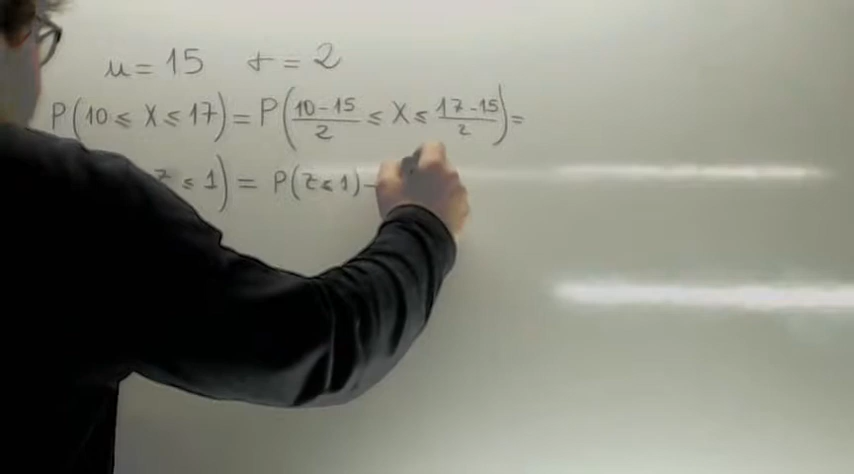 μ = 15 σ = 2
P(10 ≤ X ≤ 17) = P(10-15/2 ≤ X ≤ 17-15/2) =
z ≤ 1) = P(Z ≤ 1) -